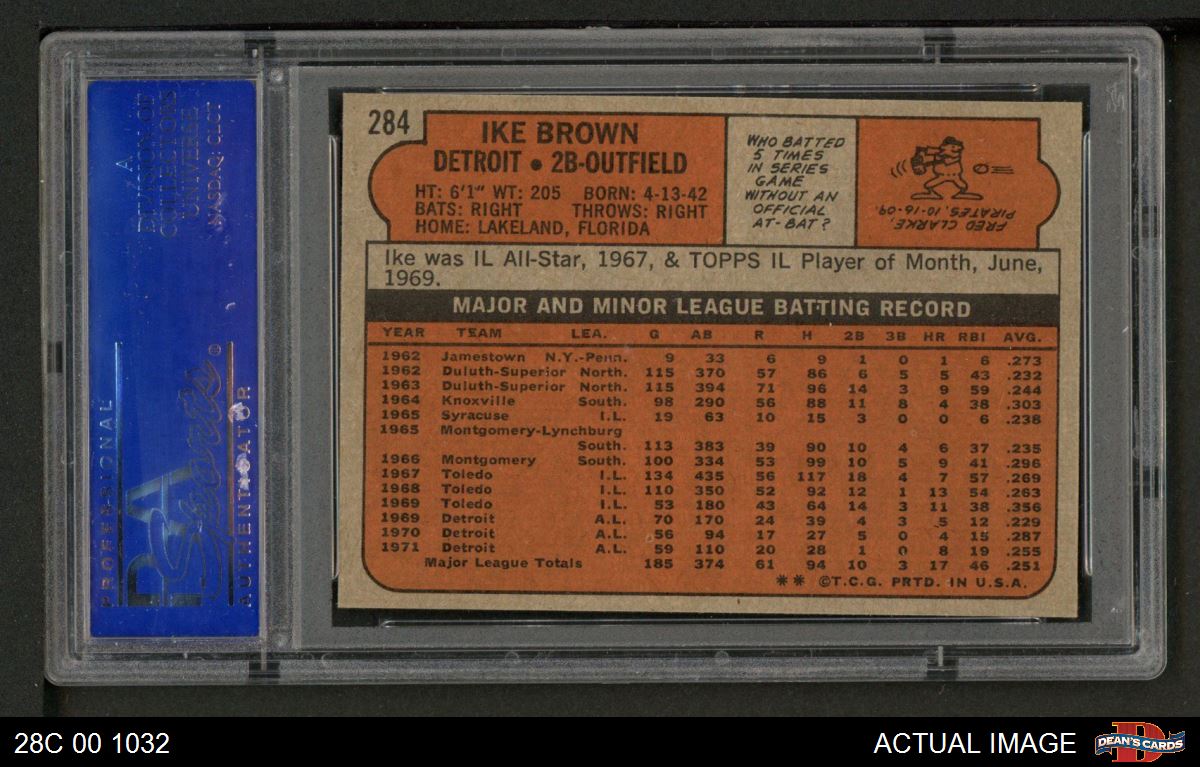 A
DIVISION OF
COLLECTORS
UNIVERSE
NASDAQ: CLCT
PROFESSIONAL
PSA
Sports ®
AUTHENTICATOR
284
IKE BROWN
DETROIT • 2B-OUTFIELD
HT: 6'1" WT: 205 BORN: 4-13-42
BATS: RIGHT THROWS: RIGHT
HOME: LAKELAND, FLORIDA
WHO BATTED
5 TIMES
IN SERIES
GAME
WITHOUT AN
OFFICIAL
AT-BAT?
FRED CLARKE,
PIRATES, 10-16-09.
Ike was IL All-Star, 1967, & TOPPS IL Player of Month, June,
1969.
MAJOR AND MINOR LEAGUE BATTING RECORD
YEAR TEAM LEA. G AB R H 2B 3B HR RBI AVG.
1962 Jamestown N.Y.-Penn. 9 33 6 9 1 0 1 6 .273
1962 Duluth-Superior North. 115 370 57 86 6 5 5 43 .232
1963 Duluth-Superior North. 115 394 71 96 14 3 9 59 .244
1964 Knoxville South. 98 290 56 88 11 8 4 38 .303
1965 Syracuse I.L. 19 63 10 15 3 0 0 6 .238
1965 Montgomery-Lynchburg
South. 113 383 39 90 10 4 6 37 .235
1966 Montgomery South. 100 334 53 99 10 5 9 41 .296
1967 Toledo I.L. 134 435 56 117 18 4 7 57 .269
1968 Toledo I.L. 110 350 52 92 12 1 13 54 .263
1969 Toledo I.L. 53 180 43 64 14 3 11 38 .356
1969 Detroit A.L. 70 170 24 39 4 3 5 12 .229
1970 Detroit A.L. 56 94 17 27 5 0 4 15 .287
1971 Detroit A.L. 59 110 20 28 1 0 8 19 .255
Major League Totals 185 374 61 94 10 3 17 46 .251
** ©T.C.G. PRTD. IN U.S.A.
28C 00 1032
ACTUAL IMAGE
D
DEAN'S CARDS